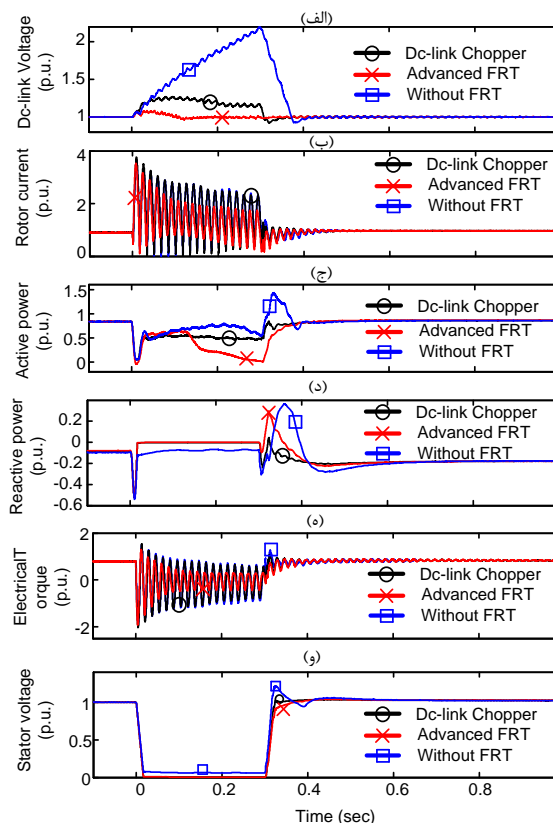 (الف)
Dc-link Voltage
(p.u.)
2
1.5
1
Dc-link Chopper
Advanced FRT
Without FRT
(ب)
Rotor current
(p.u.)
4
2
0
Dc-link Chopper
Advanced FRT
Without FRT
(ج)
Active power
(p.u.)
1.5
1
0.5
0
Dc-link Chopper
Advanced FRT
Without FRT
(د)
Reactive power
(p.u.)
0.2
0
-0.2
-0.4
-0.6
Dc-link Chopper
Advanced FRT
Without FRT
(ه)
ElectricalT
orque
(p.u.)
2
0
-2
Dc-link Chopper
Advanced FRT
Without FRT
(و)
Stator voltage
(p.u.)
1
0.5
0
Dc-link Chopper
Advanced FRT
Without FRT
0 0.2 0.4 0.6 0.8
Time (sec)